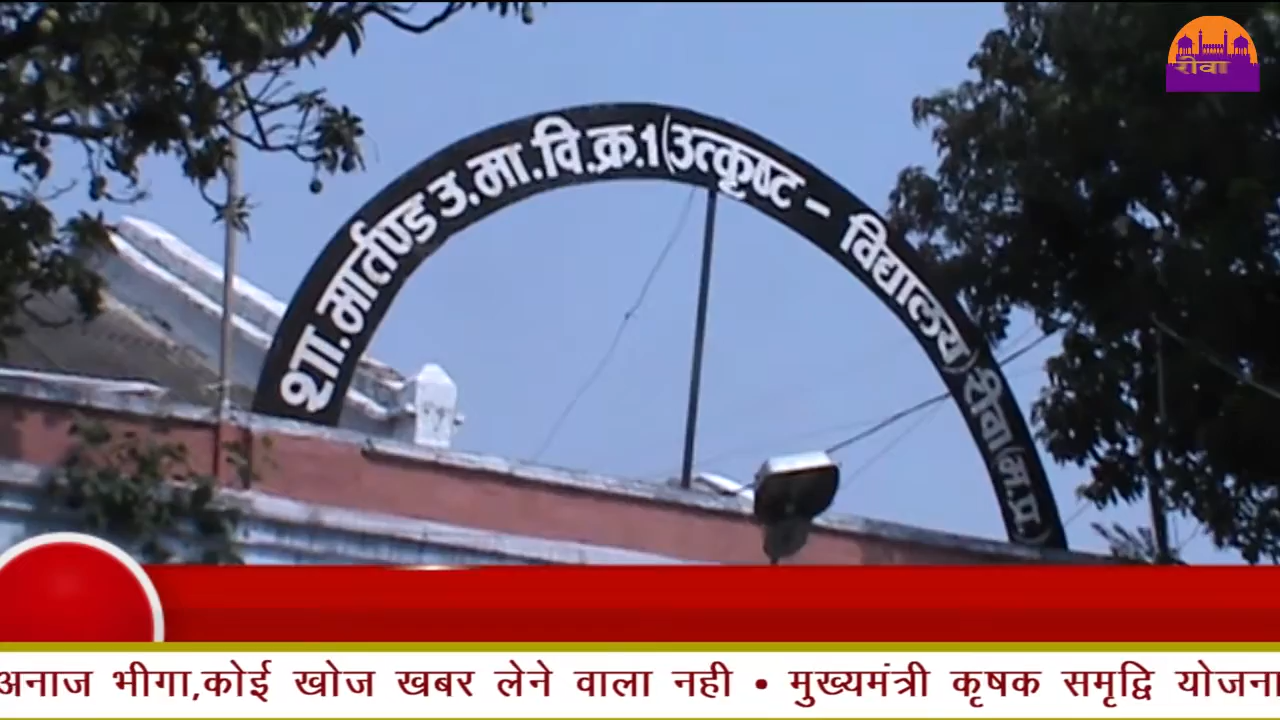 रीवा
शा.मार्तण्ड उ.मा.वि.क्र.1(उत्कृष्ट - विद्यालय) रीवा(म.प्र.)
अनाज भीगा,कोई खोज खबर लेने वाला नही • मुख्यमंत्री कृषक समृद्वि योजना